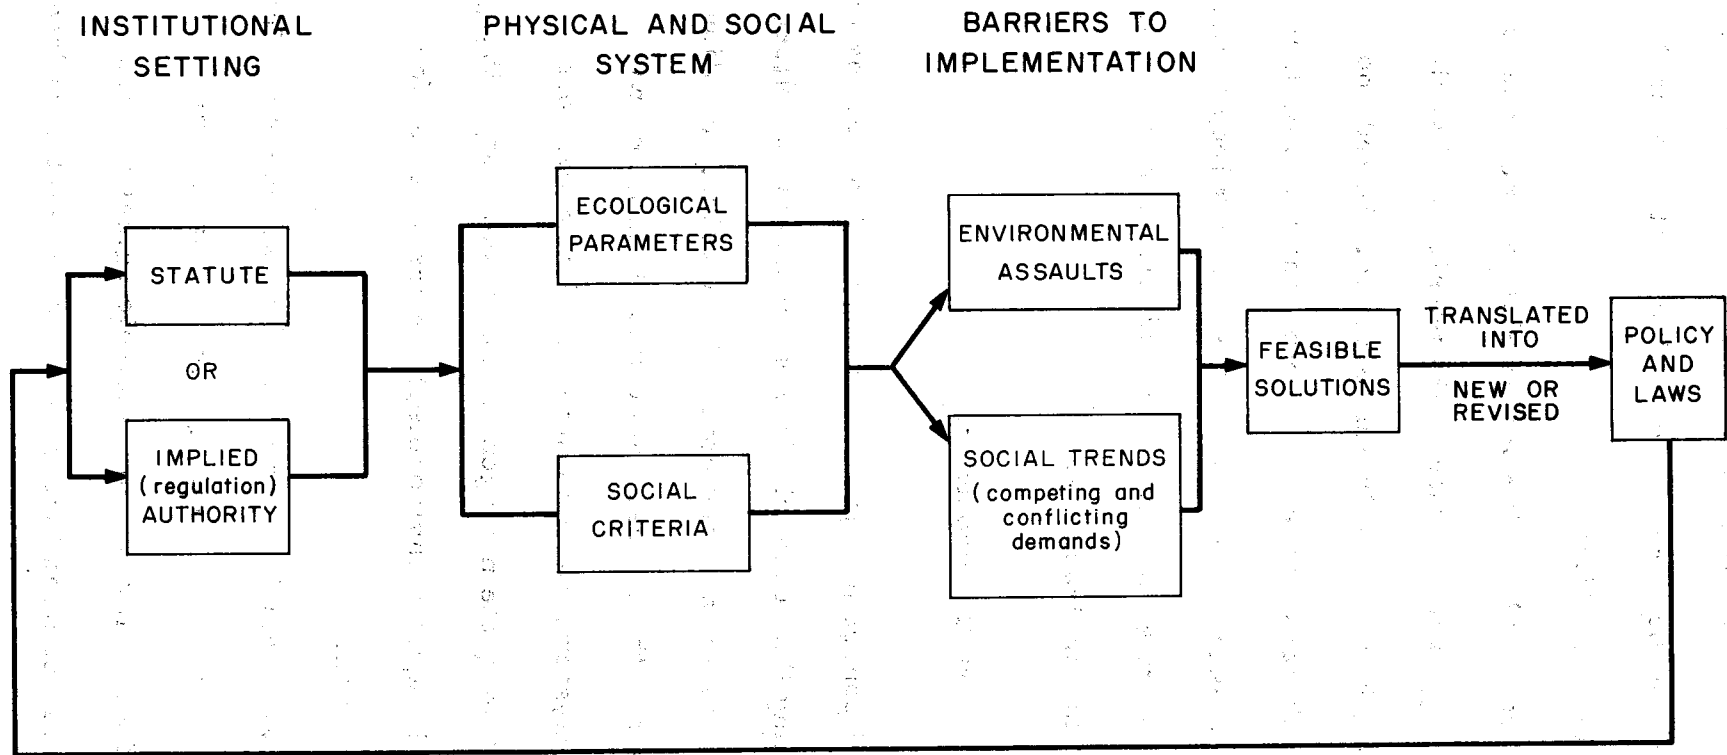 INSTITUTIONAL
SETTING
PHYSICAL AND SOCIAL
SYSTEM
BARRIERS TO
IMPLEMENTATION
STATUTE
OR
IMPLIED
(regulation)
AUTHORITY
ECOLOGICAL
PARAMETERS
SOCIAL
CRITERIA
ENVIRONMENTAL
ASSAULTS
SOCIAL TRENDS
(competing and
conflicting
demands)
FEASIBLE
SOLUTIONS
TRANSLATED
INTO
NEW OR
REVISED
POLICY
AND
LAWS